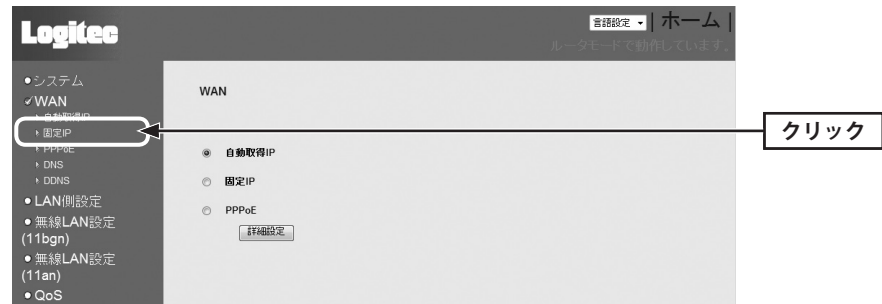 Logitec
言語設定 | ホーム |
ルータモードで動作しています。
システム
WAN
自動取得IP
固定IP
PPPoE
DNS
DDNS
LAN側設定
無線LAN設定
(11bgn)
無線LAN設定
(11an)
QoS
WAN
自動取得IP
固定IP
PPPoE
詳細設定
クリック